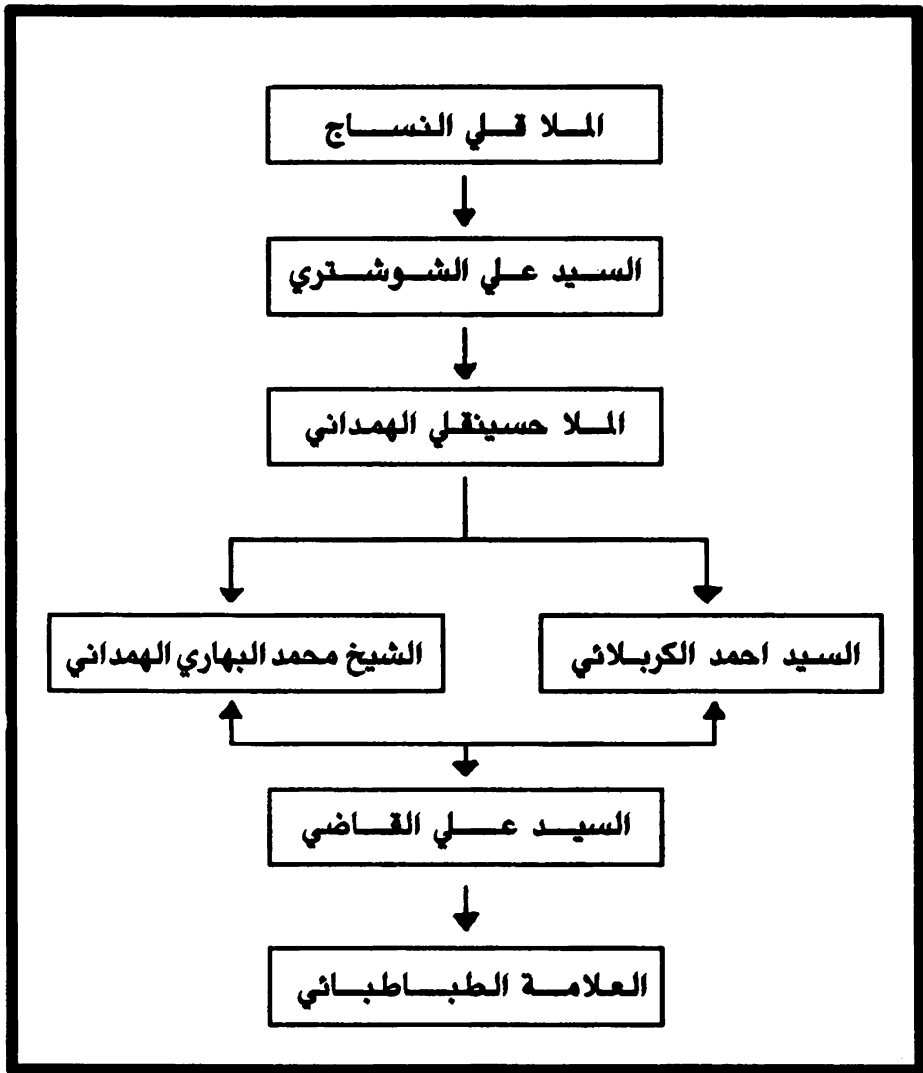 الملا قلي النساج
السيد علي الشوشتري
الملا حسينقلي الهمداني
السيد احمد الكربلائي
الشيخ محمد البهاري الهمداني
السيد علي القاضي
العلامة الطباطبائي